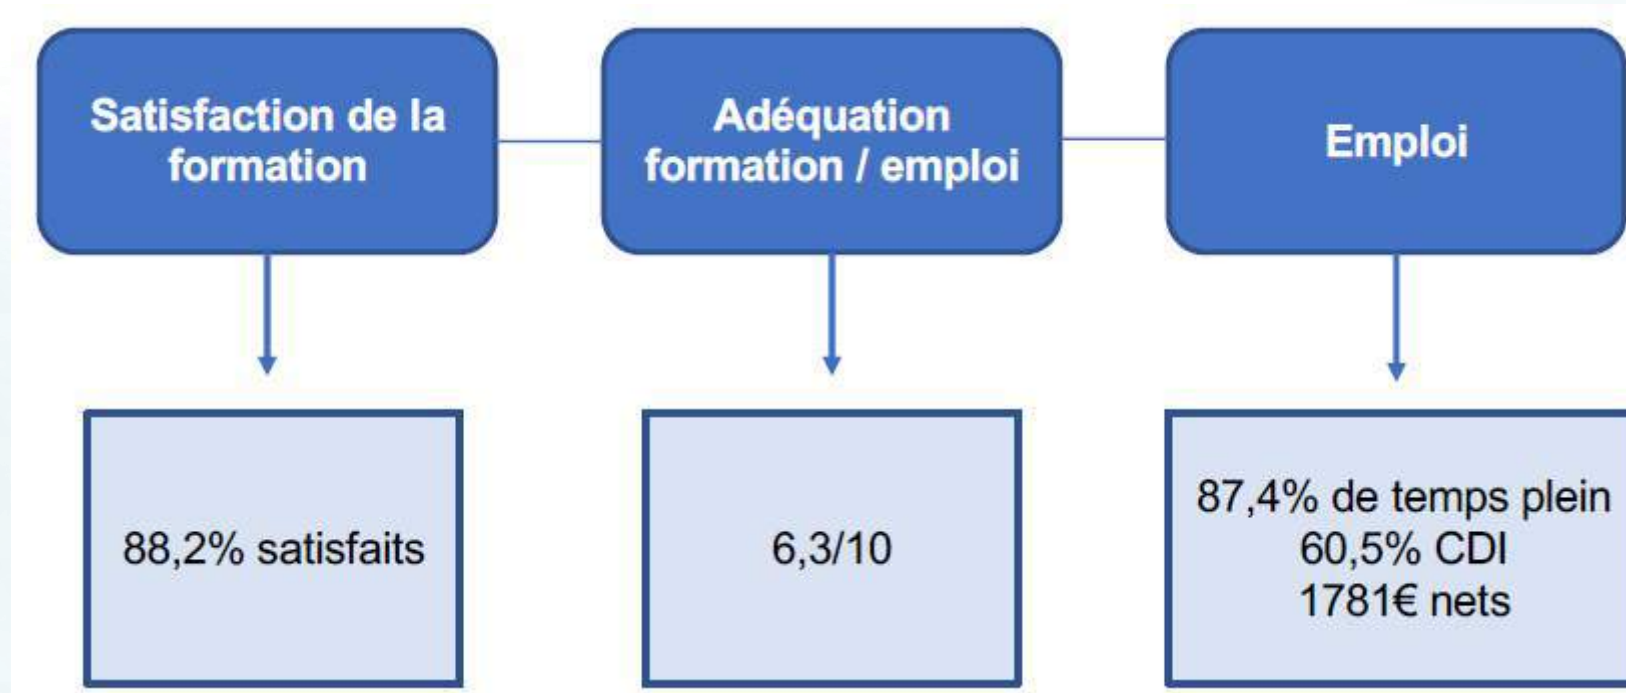 Satisfaction de la
formation
Adéquation
formation / emploi
Emploi
88,2% satisfaits
6,3/10
87,4% de temps plein
60,5% CDI
1781€ nets